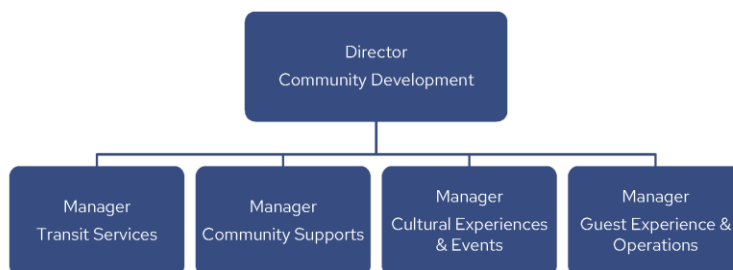 Director
Community Development
Manager
Transit Services
Manager
Community Supports
Manager
Cultural Experiences
& Events
Manager
Guest Experience &
Operations